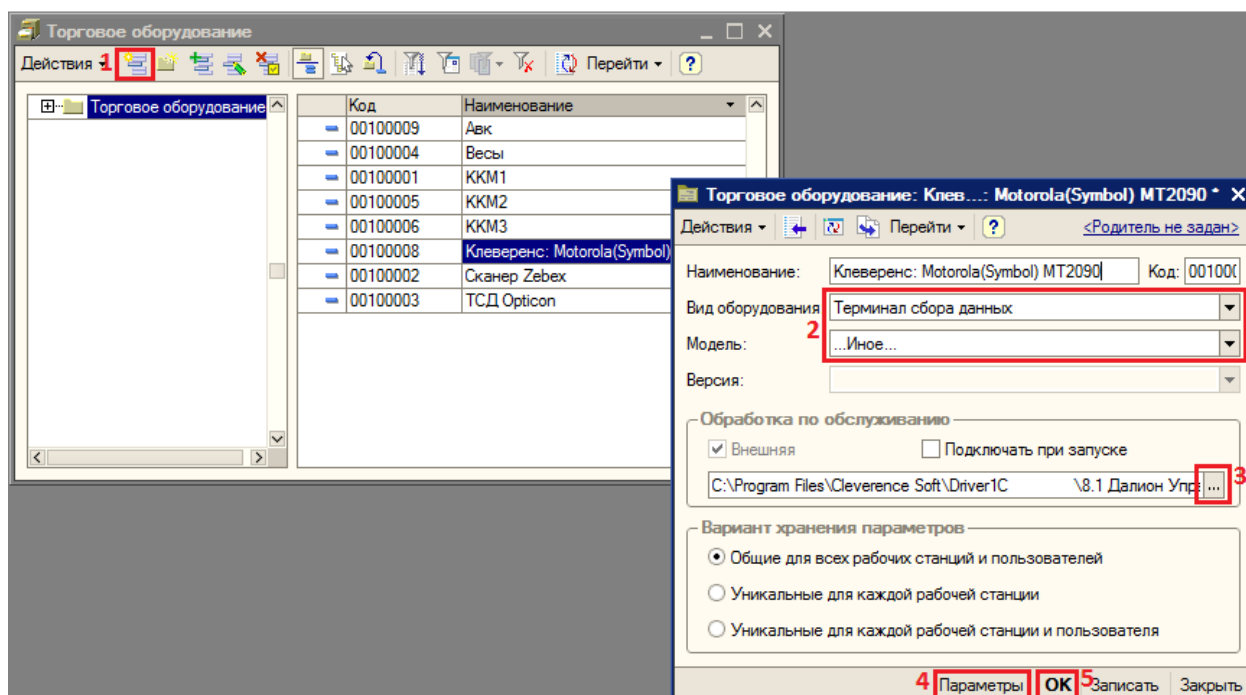 Торговое оборудование
Действия 1 Перейти ?
Торговое оборудование
Код Наименование
00100009 Авк
00100004 Весы
00100001 ККМ1
00100005 ККМ2
00100006 ККМ3
00100008 Клеверенс: Motorola(Symbol)
00100002 Сканер Zebex
00100003 ТСД Opticon
Торговое оборудование: Клев...: Motorola(Symbol) MT2090 *
Действия Перейти ? <Родитель не задан>
Наименование: Клеверенс: Motorola(Symbol) MT2090 Код: 00100(
Вид оборудования Терминал сбора данных
2
Модель: ...Иное...
Версия:
Обработка по обслуживанию
Внешняя Подключать при запуске
C:\Program Files\Cleverence Soft\Driver1C \8.1 Далион Упра ... 3
Вариант хранения параметров
Общие для всех рабочих станций и пользователей
Уникальные для каждой рабочей станции
Уникальные для каждой рабочей станции и пользователя
4 Параметры OK 5 Записать Закрыть